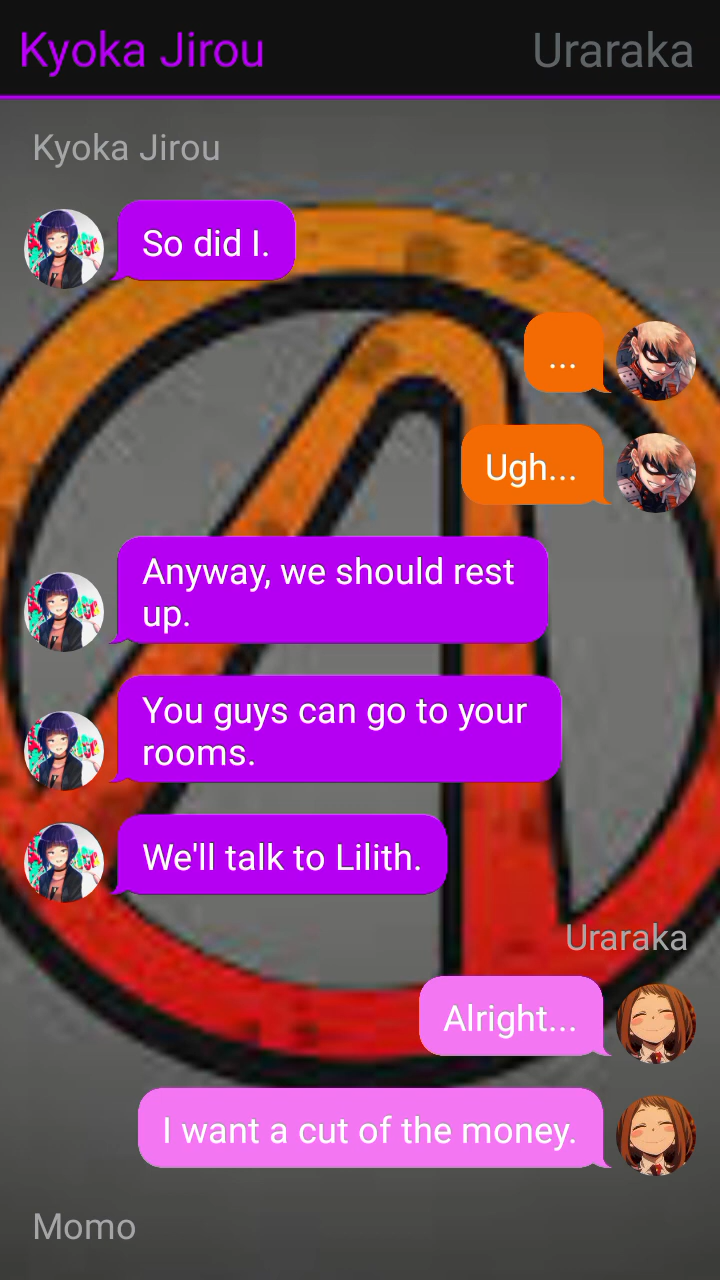 Kyoka Jirou
Uraraka
Kyoka Jirou
So did I.
...
Ugh...
Anyway, we should rest
up.
You guys can go to your
rooms.
We'll talk to Lilith.
Uraraka
Alright...
I want a cut of the money.
Momo